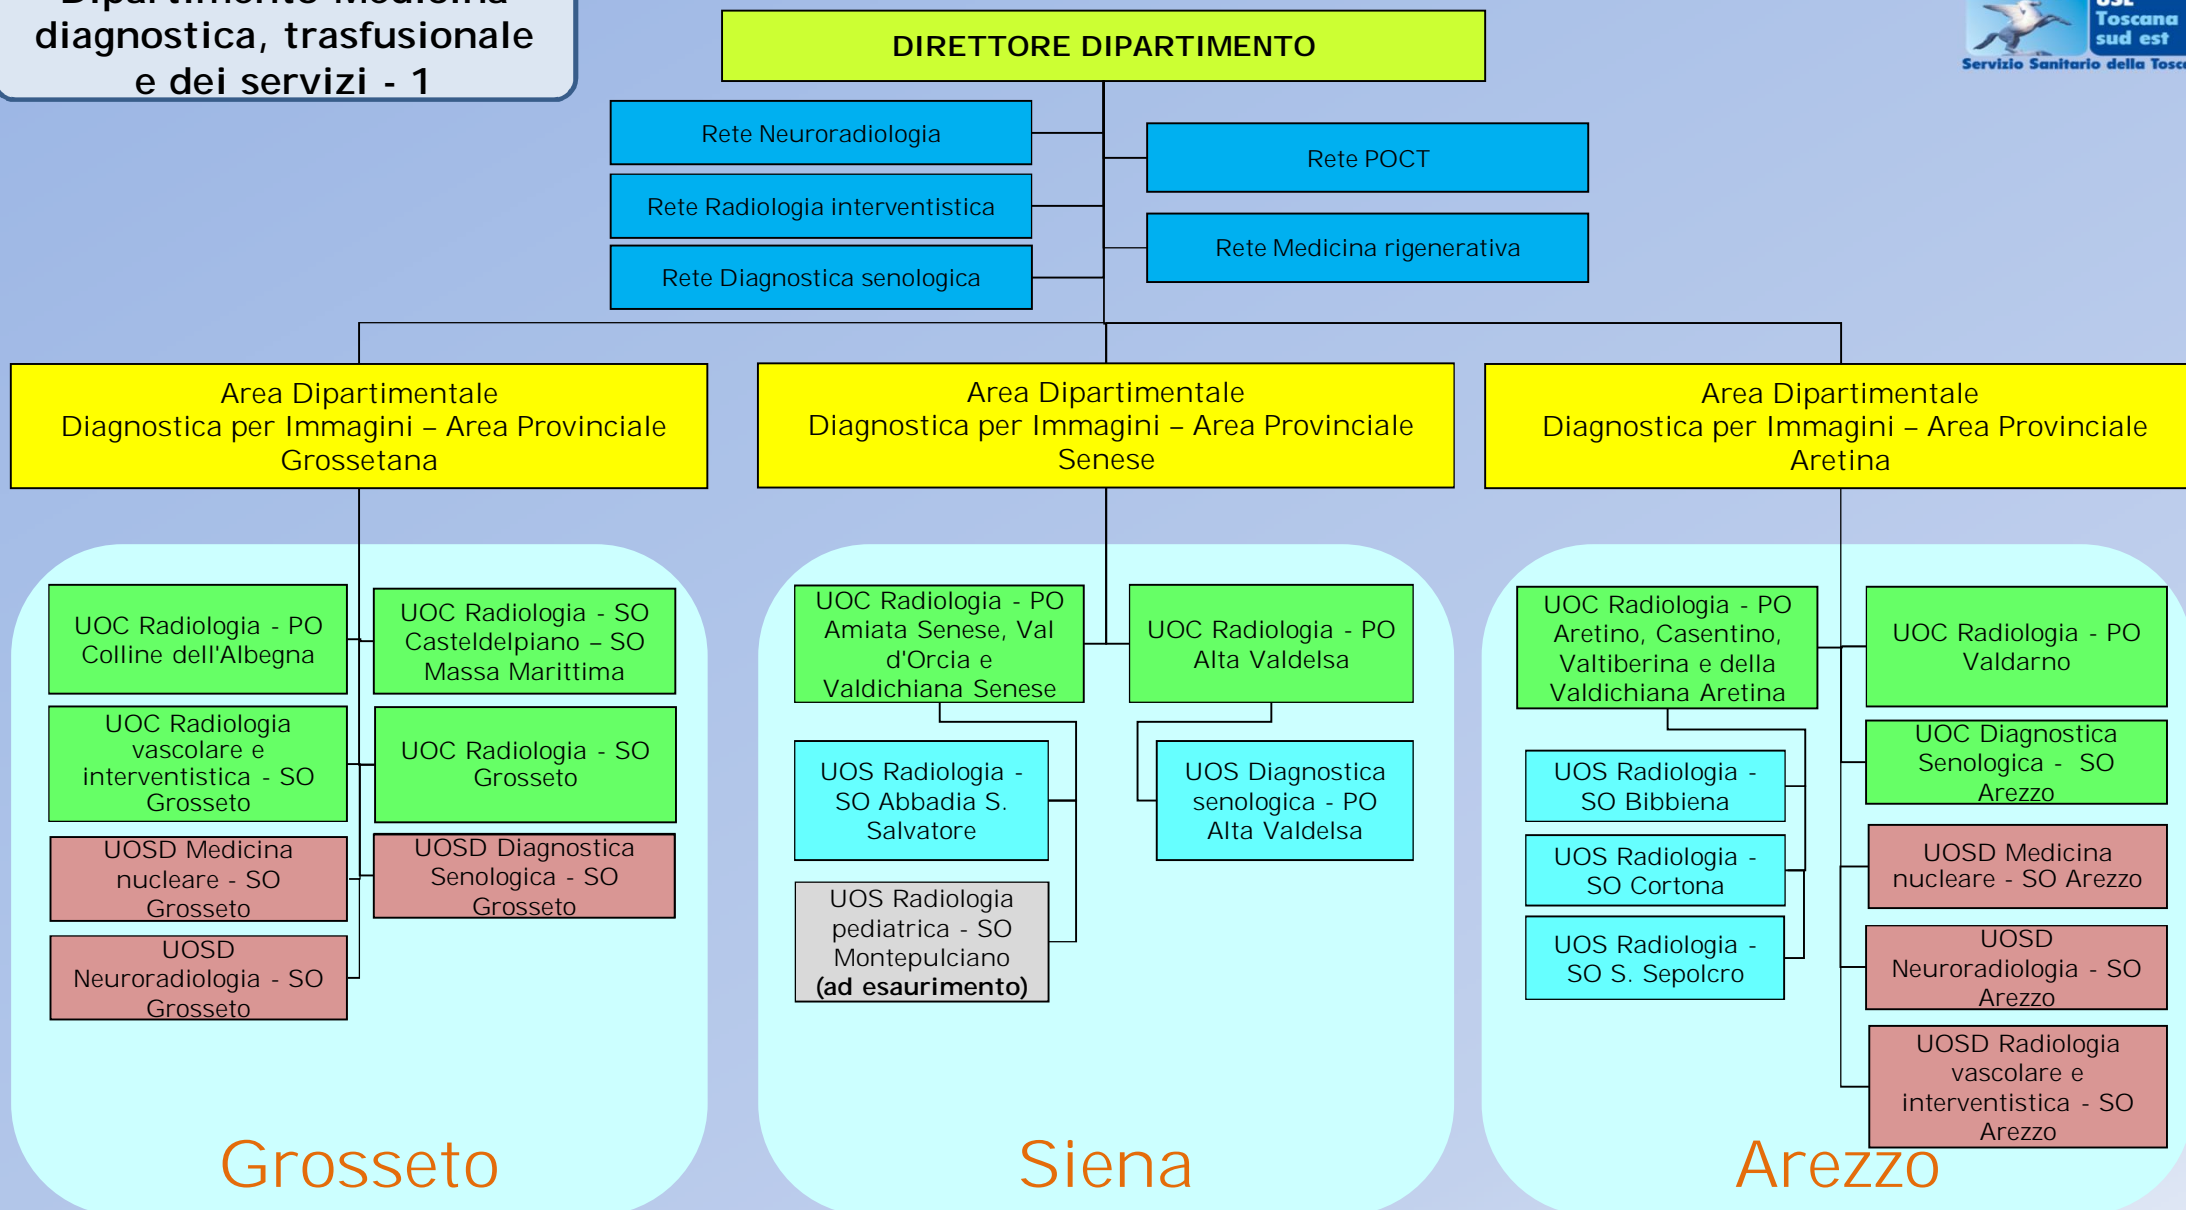 Dipartimento Medicina
diagnostica, trasfusionale
e dei servizi - 1
DIRETTORE DIPARTIMENTO
USL
Toscana
sud est
Servizio Sanitario della
Rete Neuroradiologia
Rete POCT
Rete Radiologia interventistica
Rete Medicina rigenerativa
Rete Diagnostica senologica
Area Dipartimentale
Diagnostica per Immagini – Area Provinciale
Grossetana
Area Dipartimentale
Diagnostica per Immagini – Area Provinciale
Senese
Area Dipartimentale
Diagnostica per Immagini – Area Provinciale
Aretina
UOC Radiologia - PO
Colline dell'Albegna
UOC Radiologia - SO
Casteldelpiano – SO
Massa Marittima
UOC Radiologia
vascolare e
interventistica - SO
Grosseto
UOC Radiologia - SO
Grosseto
UOSD Medicina
nucleare - SO
Grosseto
UOSD Diagnostica
Senologica - SO
Grosseto
UOSD
Neuroradiologia - SO
Grosseto
Grosseto
UOC Radiologia - PO
Amiata Senese, Val
d'Orcia e
Valdichiana Senese
UOC Radiologia - PO
Alta Valdelsa
UOS Radiologia -
SO Abbadia S.
Salvatore
UOS Diagnostica
senologica - PO
Alta Valdelsa
UOS Radiologia
pediatrica - SO
Montepulciano
(ad esaurimento)
Siena
UOC Radiologia - PO
Aretino, Casentino,
Valtiberina e della
Valdichiana Aretina
UOC Radiologia - PO
Valdarno
UOC Diagnostica
Senologica - SO
Arezzo
UOS Radiologia -
SO Bibbiena
UOS Radiologia -
SO Cortona
UOS Radiologia -
SO S. Sepolcro
UOSD Medicina
nucleare - SO Arezzo
UOSD
Neuroradiologia - SO
Arezzo
UOSD Radiologia
vascolare e
interventistica - SO
Arezzo
Arezzo